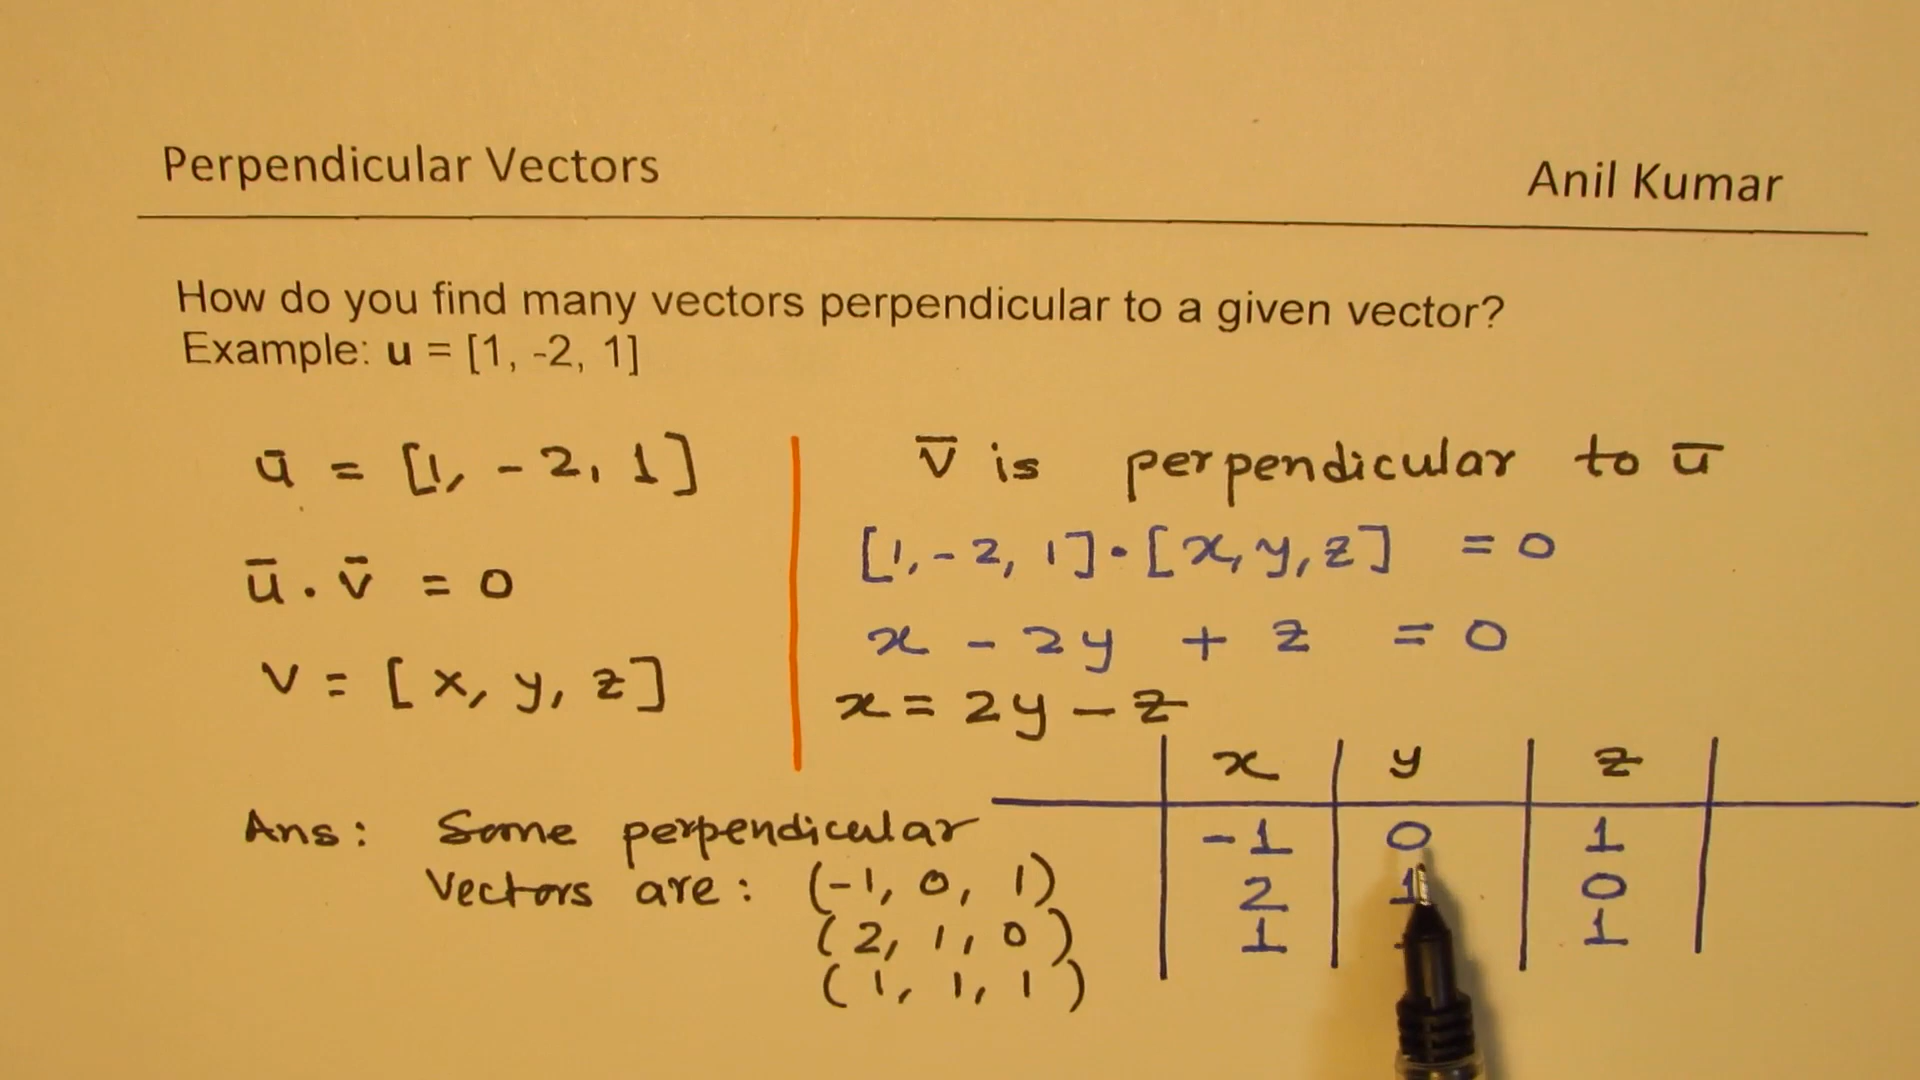 Perpendicular Vectors
Anil Kumar
How do you find many vectors perpendicular to a given vector?
Example: u = [1, -2, 1]
ū = [1, -2, 1]
ū . v̄ = 0
v = [x, y, z]
v̄ is perpendicular to ū
[1, -2, 1] • [x, y, z] = 0
x - 2y + z = 0
x = 2y - z
x y z
-1 0 1
2 1 0
1 1
Ans: Some perpendicular
Vectors are: (-1, 0, 1)
(2, 1, 0)
(1, 1, 1)